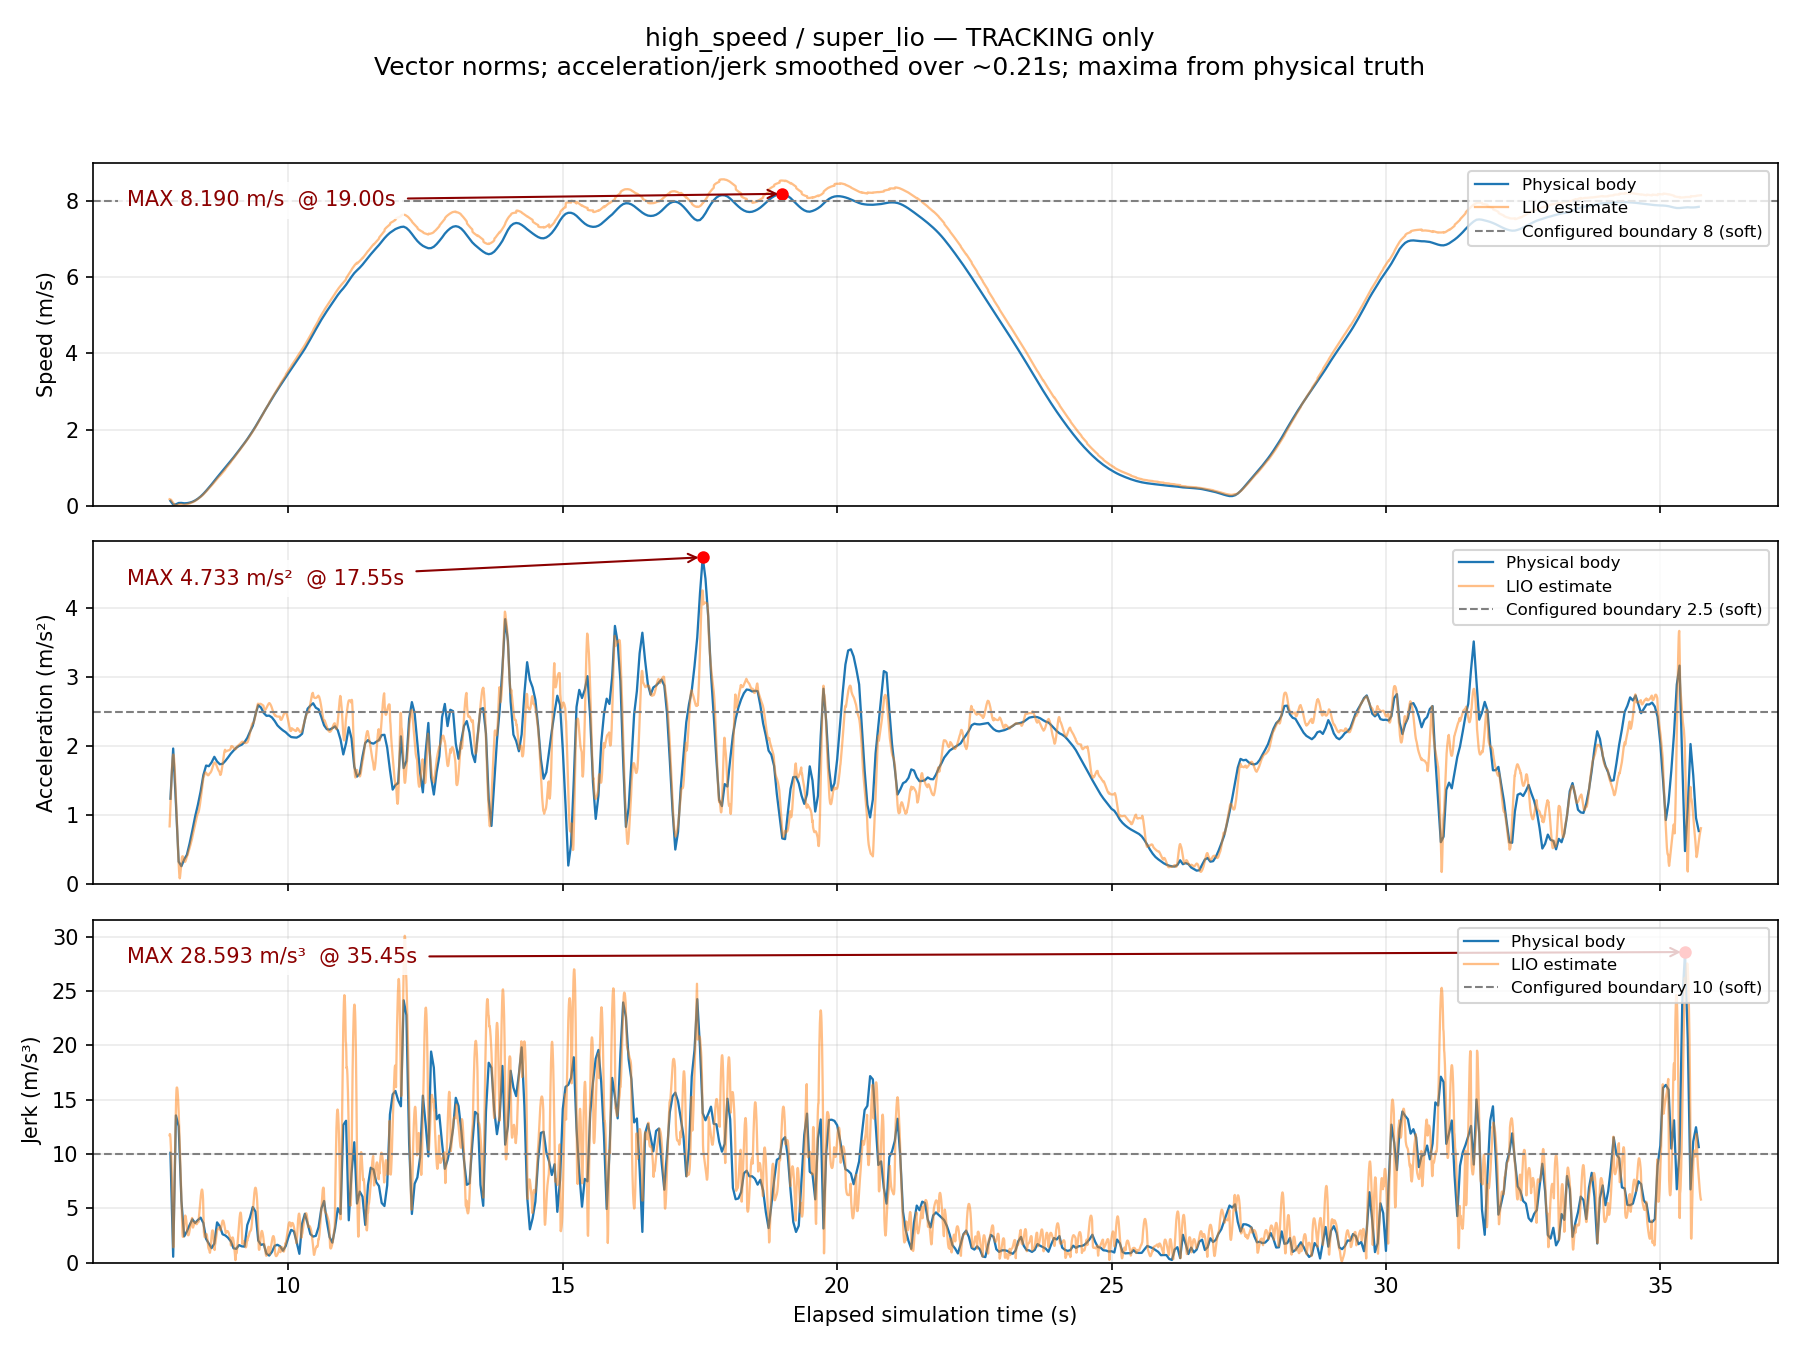 high_speed / super_lio — TRACKING only
Vector norms; acceleration/jerk smoothed over ~0.21s; maxima from physical truth
8
6
4
2
0
Speed (m/s)
MAX 8.190 m/s @ 19.00s
Physical body
LIO estimate
Configured boundary 8 (soft)
4
3
2
1
0
Acceleration (m/s²)
MAX 4.733 m/s² @ 17.55s
Physical body
LIO estimate
Configured boundary 2.5 (soft)
30
25
20
15
10
5
0
Jerk (m/s³)
MAX 28.593 m/s³ @ 35.45s
Physical body
LIO estimate
Configured boundary 10 (soft)
10
15
20
25
30
35
Elapsed simulation time (s)